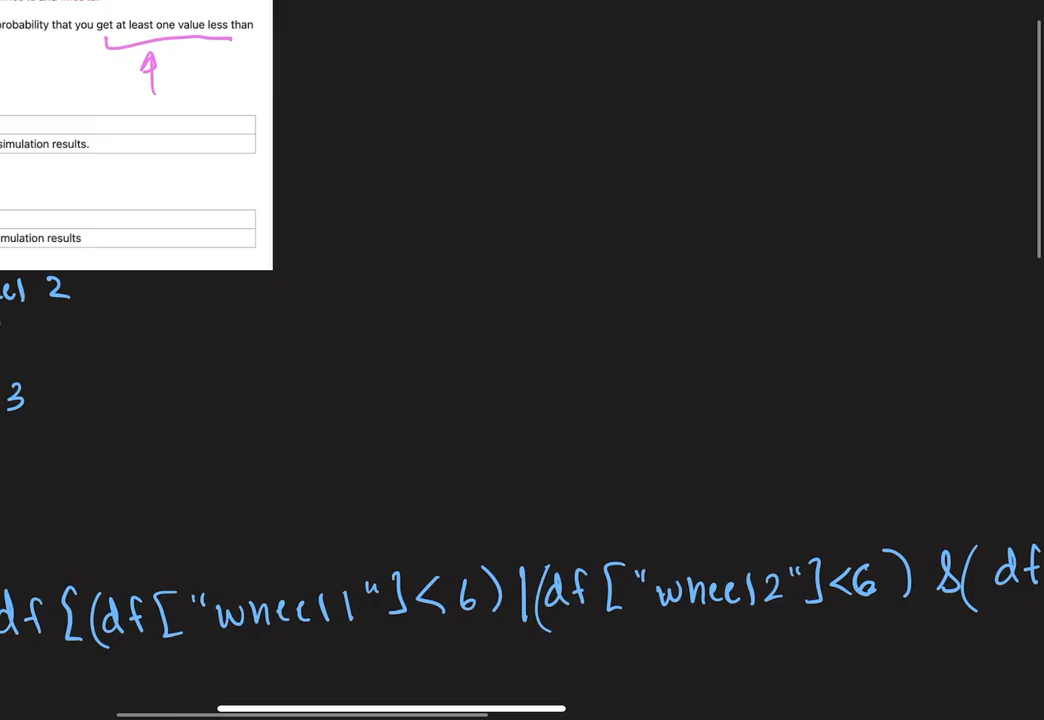 probability that you get at least one value less than
simulation results.
mulation results
el 2
3
df [(df["wheel1"]<6)|(df["wheel2"]<6) &( df